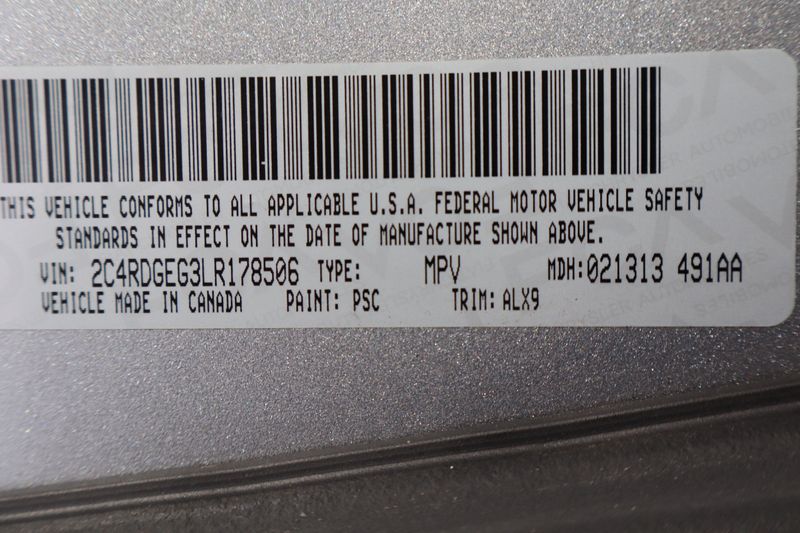 THIS VEHICLE CONFORMS TO ALL APPLICABLE U.S.A. FEDERAL MOTOR VEHICLE SAFETY
STANDARDS IN EFFECT ON THE DATE OF MANUFACTURE SHOWN ABOVE.
VIN: 2C4RDGEG3LR178506 TYPE: MPV MDH: 021313 491AA
VEHICLE MADE IN CANADA PAINT: PSC TRIM: ALX9